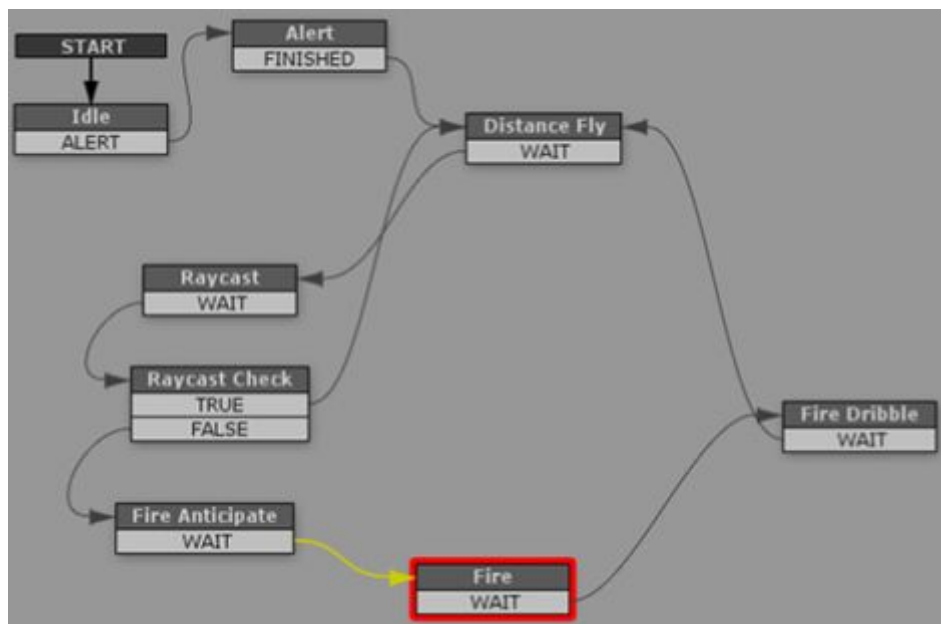 START
Idle
ALERT
Alert
FINISHED
Distance Fly
WAIT
Raycast
WAIT
Raycast Check
TRUE
FALSE
Fire Anticipate
WAIT
Fire
WAIT
Fire Dribble
WAIT